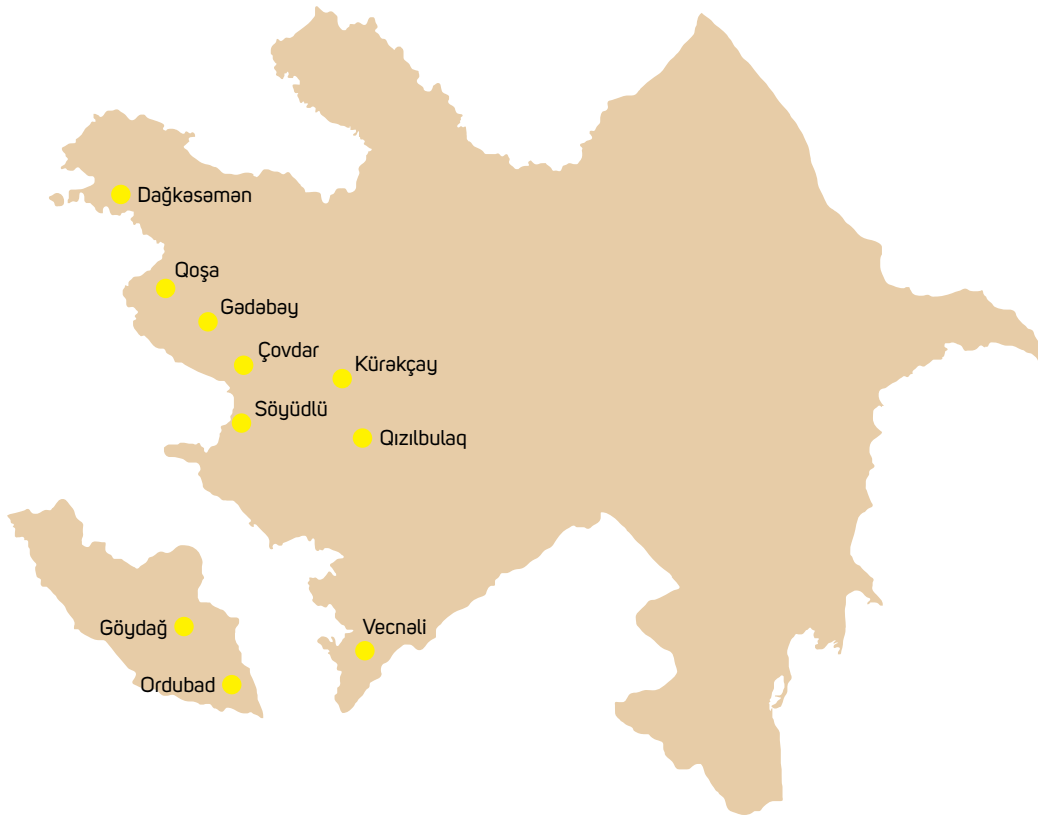 Dağkəsəmən
Qoşa
Gədəbəy
Çovdar
Kürəkçay
Söyüdlü
Qızılbulaq
Göydağ
Vecnəli
Ordubad